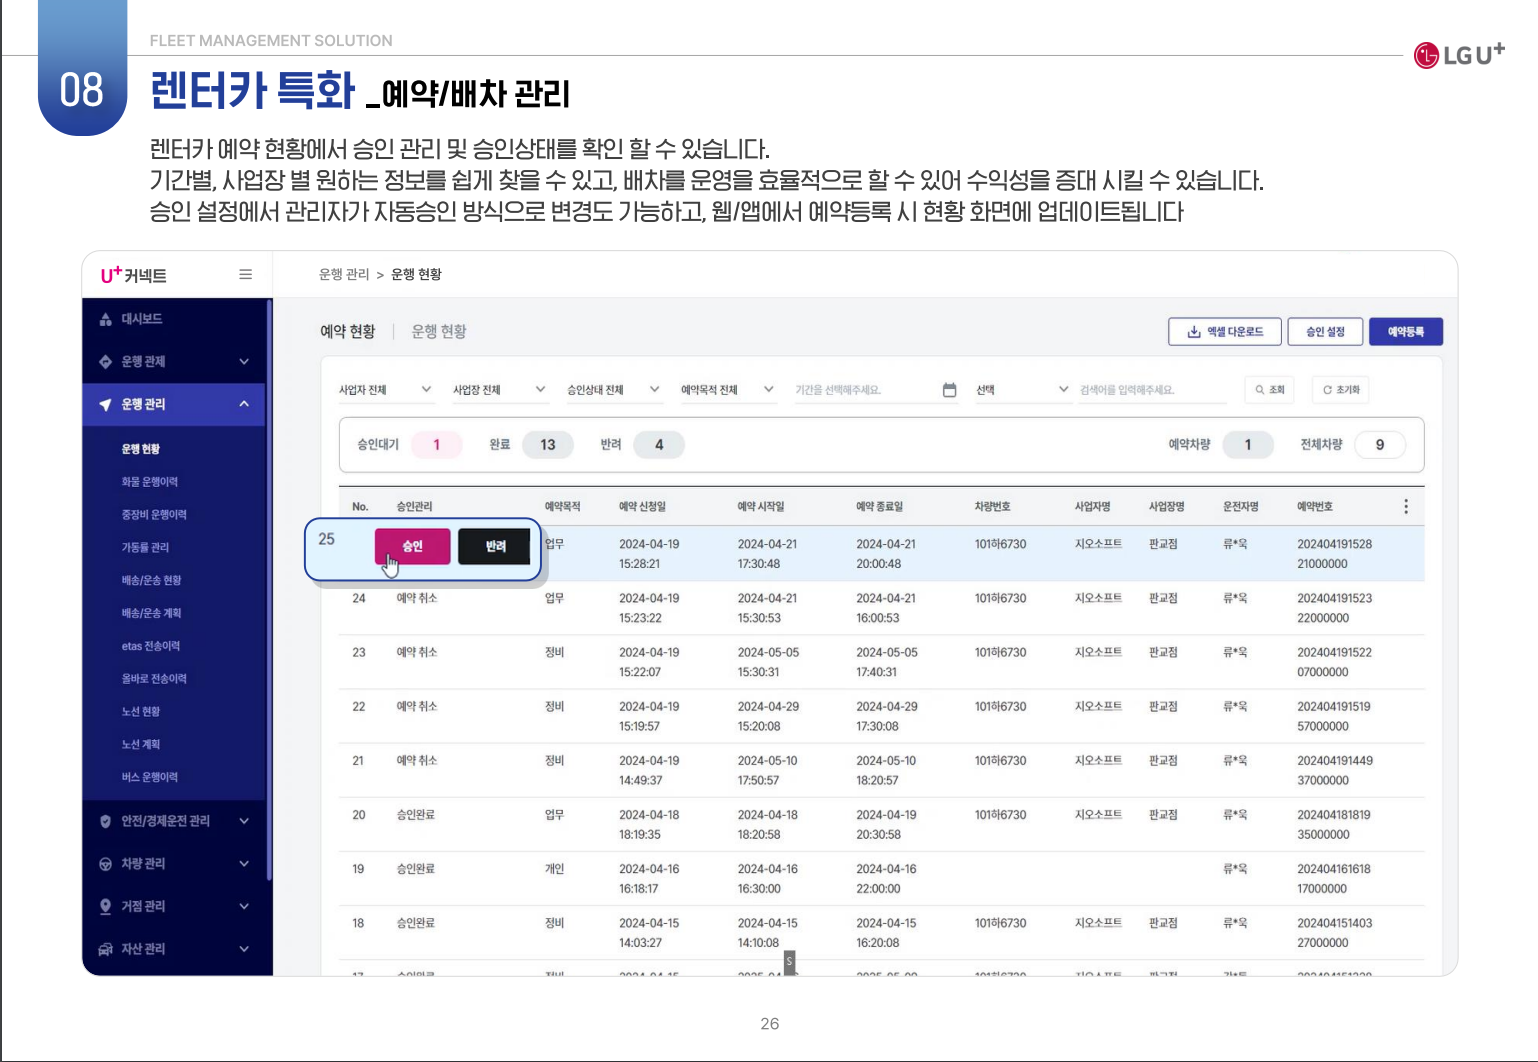 FLEET MANAGEMENT SOLUTION
LG U+
08
렌터카 특화 _예약/배차 관리
렌터카 예약 현황에서 승인 관리 및 승인상태를 확인 할 수 있습니다.
기간별, 사업장 별 원하는 정보를 쉽게 찾을 수 있고, 배차를 운영을 효율적으로 할 수 있어 수익성을 증대 시킬 수 있습니다.
승인 설정에서 관리자가 자동승인 방식으로 변경도 가능하고, 웹/앱에서 예약등록 시 현황 화면에 업데이트됩니다
U+커넥트
운행 관리 > 운행 현황
대시보드
운행 관제
운행 관리
운행 현황
화물 운행이력
중장비 운행이력
가동률 관리
배송/운송 현황
배송/운송 계획
etas 전송이력
올바로 전송이력
노선 현황
노선 계획
버스 운행이력
안전/경제운전 관리
차량 관리
거점 관리
자산 관리
예약 현황 | 운행 현황
엑셀 다운로드 승인 설정 예약등록
사업자 전체 사업장 전체 승인상태 전체 예약목적 전체 기간을 선택해주세요. 선택 검색어를 입력해주세요. 조회 초기화
승인대기 1 완료 13 반려 4 예약차량 1 전체차량 9
No. 승인관리 예약목적 예약 신청일 예약 시작일 예약 종료일 차량번호 사업자명 사업장명 운전자명 예약번호
25 승인 반려 업무 2024-04-19 2024-04-21 2024-04-21 101하6730 지오소프트 판교점 류*욱 202404191528
15:28:21 17:30:48 20:00:48 21000000
24 예약 취소 업무 2024-04-19 2024-04-21 2024-04-21 101하6730 지오소프트 판교점 류*욱 202404191523
15:23:22 15:30:53 16:00:53 22000000
23 예약 취소 정비 2024-04-19 2024-05-05 2024-05-05 101하6730 지오소프트 판교점 류*욱 202404191522
15:22:07 15:30:31 17:40:31 07000000
22 예약 취소 정비 2024-04-19 2024-04-29 2024-04-29 101하6730 지오소프트 판교점 류*욱 202404191519
15:19:57 15:20:08 17:30:08 57000000
21 예약 취소 정비 2024-04-19 2024-05-10 2024-05-10 101하6730 지오소프트 판교점 류*욱 202404191449
14:49:37 17:50:57 18:20:57 37000000
20 승인완료 업무 2024-04-18 2024-04-18 2024-04-19 101하6730 지오소프트 판교점 류*욱 202404181819
18:19:35 18:20:58 20:30:58 35000000
19 승인완료 개인 2024-04-16 2024-04-16 2024-04-16 류*욱 202404161618
16:18:17 16:30:00 22:00:00 17000000
18 승인완료 정비 2024-04-15 2024-04-15 2024-04-15 101하6730 지오소프트 판교점 류*욱 202404151403
14:03:27 14:10:08 16:20:08 27000000
S
26